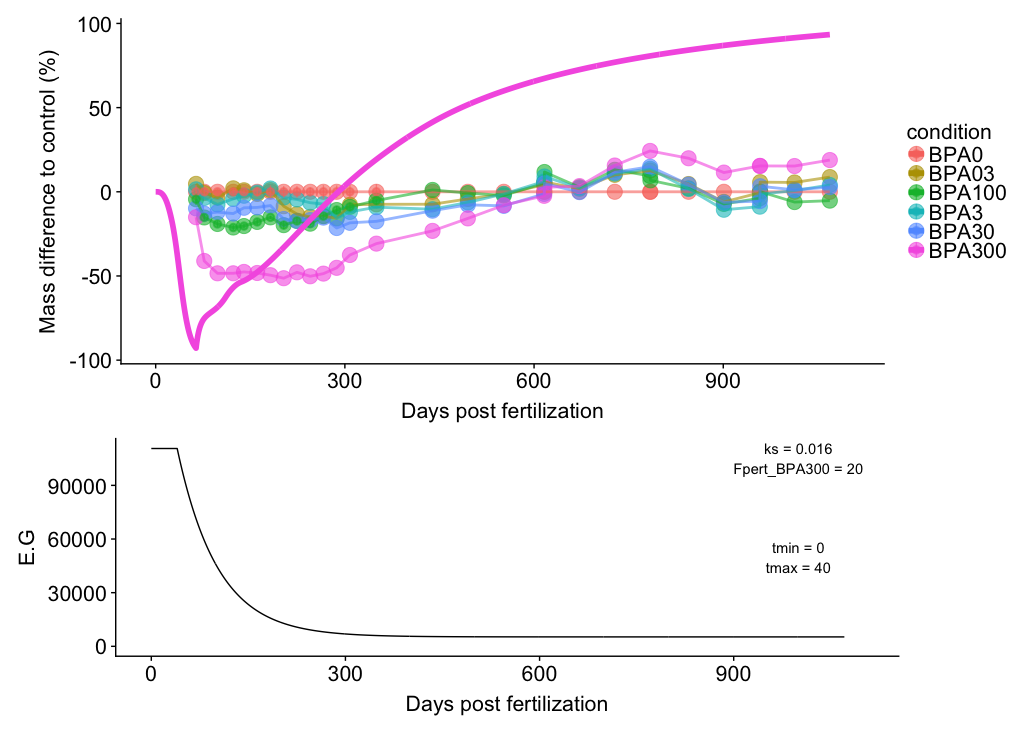 Mass difference to control (%)
100
50
0
-50
-100
0
300
600
900
Days post fertilization
condition
BPA0
BPA03
BPA100
BPA3
BPA30
BPA300
E.G
90000
60000
30000
0
ks = 0.016
Fpert_BPA300 = 20
tmin = 0
tmax = 40
0
300
600
900
Days post fertilization